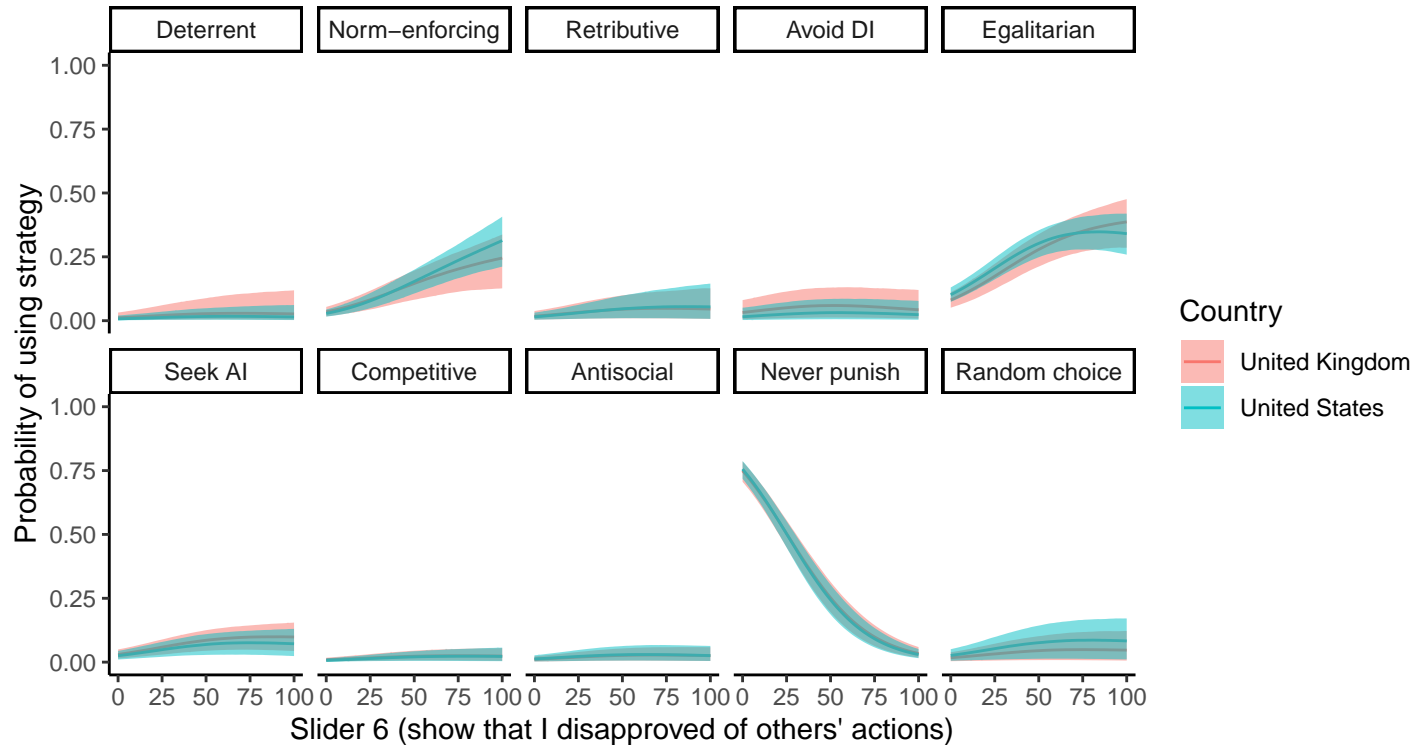 Deterrent Norm−enforcing Retributive Avoid DI Egalitarian
1.00
0.75
0.50
0.25
0.00
Seek AI Competitive Antisocial Never punish Random choice
1.00
0.75
0.50
0.25
0.00
0 25 50 75 100 0 25 50 75 100 0 25 50 75 100 0 25 50 75 100 0 25 50 75 100
Slider 6 (show that I disapproved of others' actions)
Probability of using strategy
Country
United Kingdom
United States